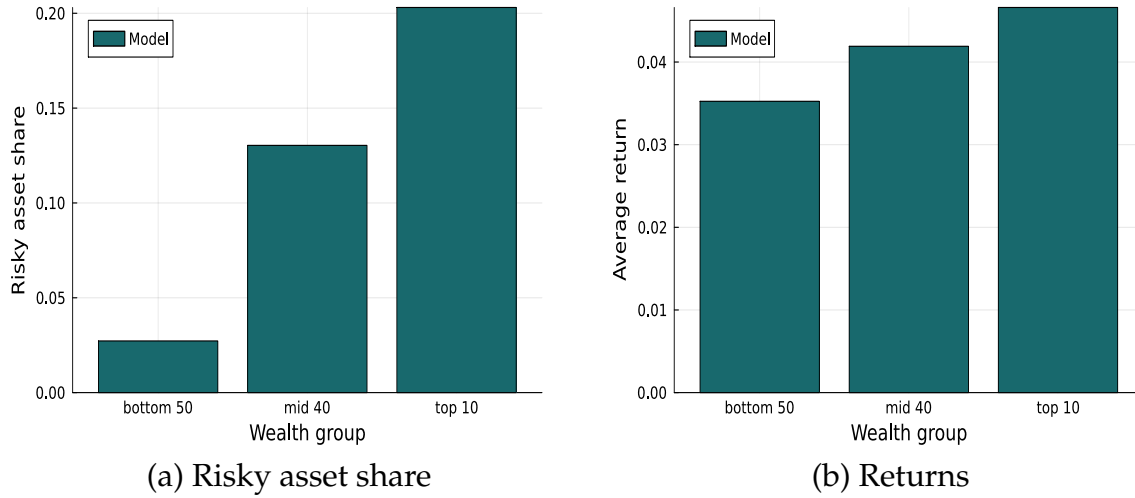 0.20
0.15
0.10
0.05
0.00
Risky asset share
Model
bottom 50
mid 40
top 10
Wealth group
(a) Risky asset share
0.04
0.03
0.02
0.01
0.00
Average return
Model
bottom 50
mid 40
top 10
Wealth group
(b) Returns